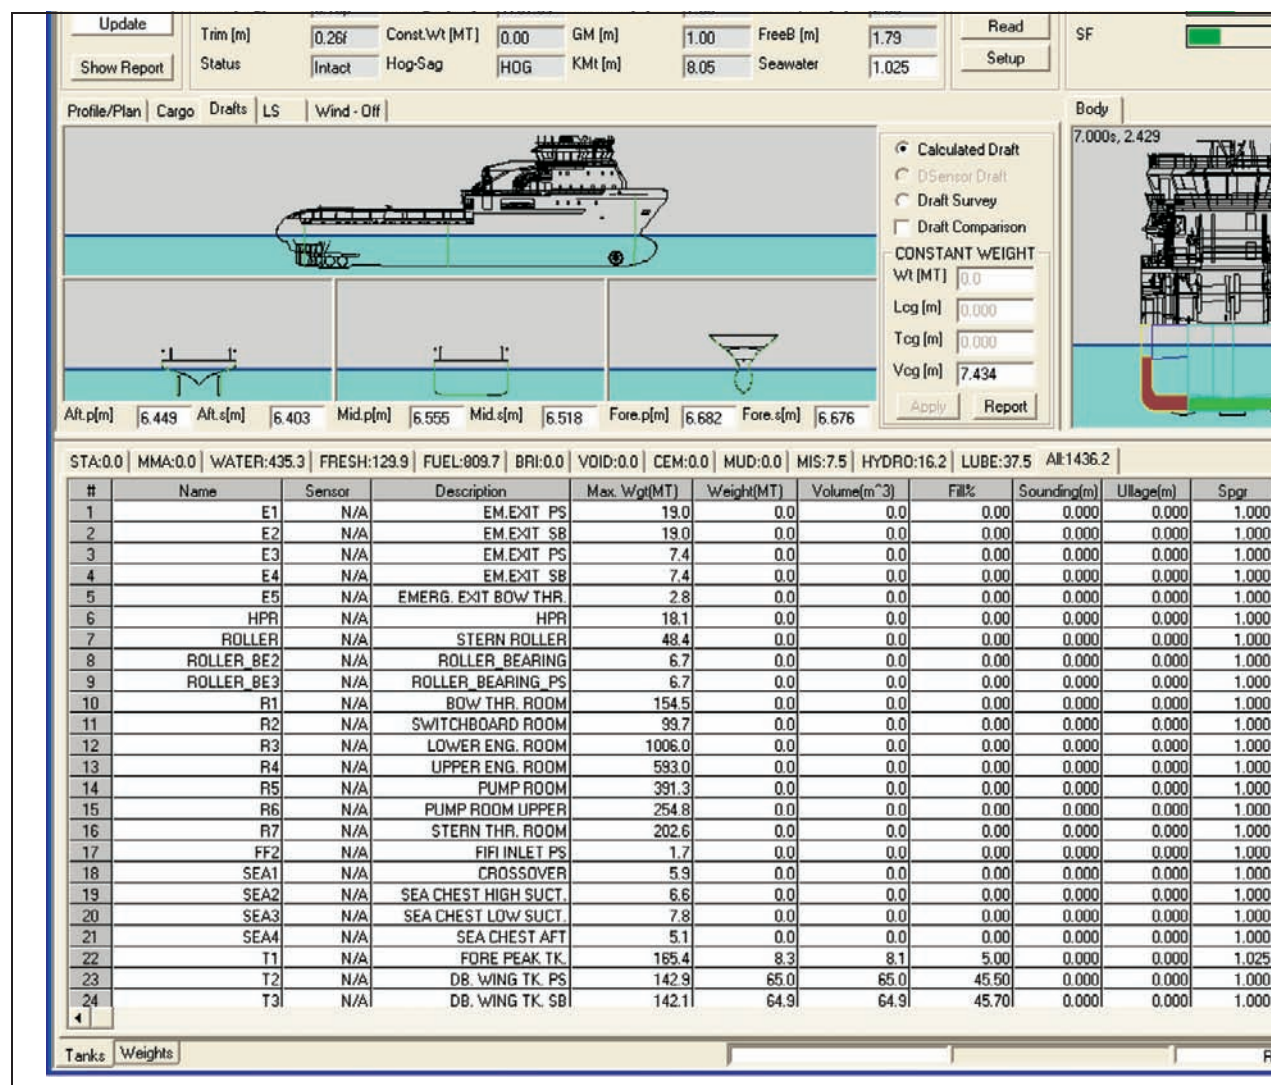 Update
Trim [m] 0.26( Const.Wt [MT] 0.00 GM [m] 1.00 FreeB [m] 1.79 Read SF
Show Report Status Intact Hog-Sag HOG KMt [m] 8.05 Seawater 1.025 Setup
Profile/Plan Cargo Drafts LS Wind - Off Body
7.000s, 2.429
Calculated Draft
DSensor Draft
Draft Survey
Draft Comparison
CONSTANT WEIGHT
Wt [MT] 0.0
Lcg [m] 0.000
Tcg [m] 0.000
Vcg [m] 7.434
Apply Report
Aft.p[m] 6.449 Aft.s[m] 6.403 Mid.p[m] 6.555 Mid.s[m] 6.518 Fore.p[m] 6.682 Fore.s[m] 6.676
STA:0.0 MMA:0.0 WATER:435.3 FRESH:129.9 FUEL:809.7 BRI:0.0 VOID:0.0 CEM:0.0 MUD:0.0 MIS:7.5 HYDRO:16.2 LUBE:37.5 All:1436.2
# Name Sensor Description Max. Wgt(MT) Weight(MT) Volume(m^3) Fill% Sounding(m) Ullage(m) Spgr
1 E1 N/A EM.EXIT PS 19.0 0.0 0.0 0.00 0.000 0.000 1.000
2 E2 N/A EM.EXIT SB 19.0 0.0 0.0 0.00 0.000 0.000 1.000
3 E3 N/A EM.EXIT PS 7.4 0.0 0.0 0.00 0.000 0.000 1.000
4 E4 N/A EM.EXIT SB 7.4 0.0 0.0 0.00 0.000 0.000 1.000
5 E5 N/A EMERG. EXIT BOW THR. 2.8 0.0 0.0 0.00 0.000 0.000 1.000
6 HPR N/A HPR 18.1 0.0 0.0 0.00 0.000 0.000 1.000
7 ROLLER N/A STERN ROLLER 48.4 0.0 0.0 0.00 0.000 0.000 1.000
8 ROLLER_BE2 N/A ROLLER_BEARING 6.7 0.0 0.0 0.00 0.000 0.000 1.000
9 ROLLER_BE3 N/A ROLLER_BEARING_PS 6.7 0.0 0.0 0.00 0.000 0.000 1.000
10 R1 N/A BOW THR. ROOM 154.5 0.0 0.0 0.00 0.000 0.000 1.000
11 R2 N/A SWITCHBOARD ROOM 99.7 0.0 0.0 0.00 0.000 0.000 1.000
12 R3 N/A LOWER ENG. ROOM 1006.0 0.0 0.0 0.00 0.000 0.000 1.000
13 R4 N/A UPPER ENG. ROOM 593.0 0.0 0.0 0.00 0.000 0.000 1.000
14 R5 N/A PUMP ROOM 391.3 0.0 0.0 0.00 0.000 0.000 1.000
15 R6 N/A PUMP ROOM UPPER 254.8 0.0 0.0 0.00 0.000 0.000 1.000
16 R7 N/A STERN THR. ROOM 202.6 0.0 0.0 0.00 0.000 0.000 1.000
17 FF2 N/A FIFI INLET PS 1.7 0.0 0.0 0.00 0.000 0.000 1.000
18 SEA1 N/A CROSSOVER 5.9 0.0 0.0 0.00 0.000 0.000 1.000
19 SEA2 N/A SEA CHEST HIGH SUCT. 6.6 0.0 0.0 0.00 0.000 0.000 1.000
20 SEA3 N/A SEA CHEST LOW SUCT. 7.8 0.0 0.0 0.00 0.000 0.000 1.000
21 SEA4 N/A SEA CHEST AFT 5.1 0.0 0.0 0.00 0.000 0.000 1.000
22 T1 N/A FORE PEAK TK. 165.4 8.3 8.1 5.00 0.000 0.000 1.025
23 T2 N/A DB. WING TK. PS 142.9 65.0 65.0 45.50 0.000 0.000 1.000
24 T3 N/A DB. WING TK. SB 142.1 64.9 64.9 45.70 0.000 0.000 1.000
Tanks Weights